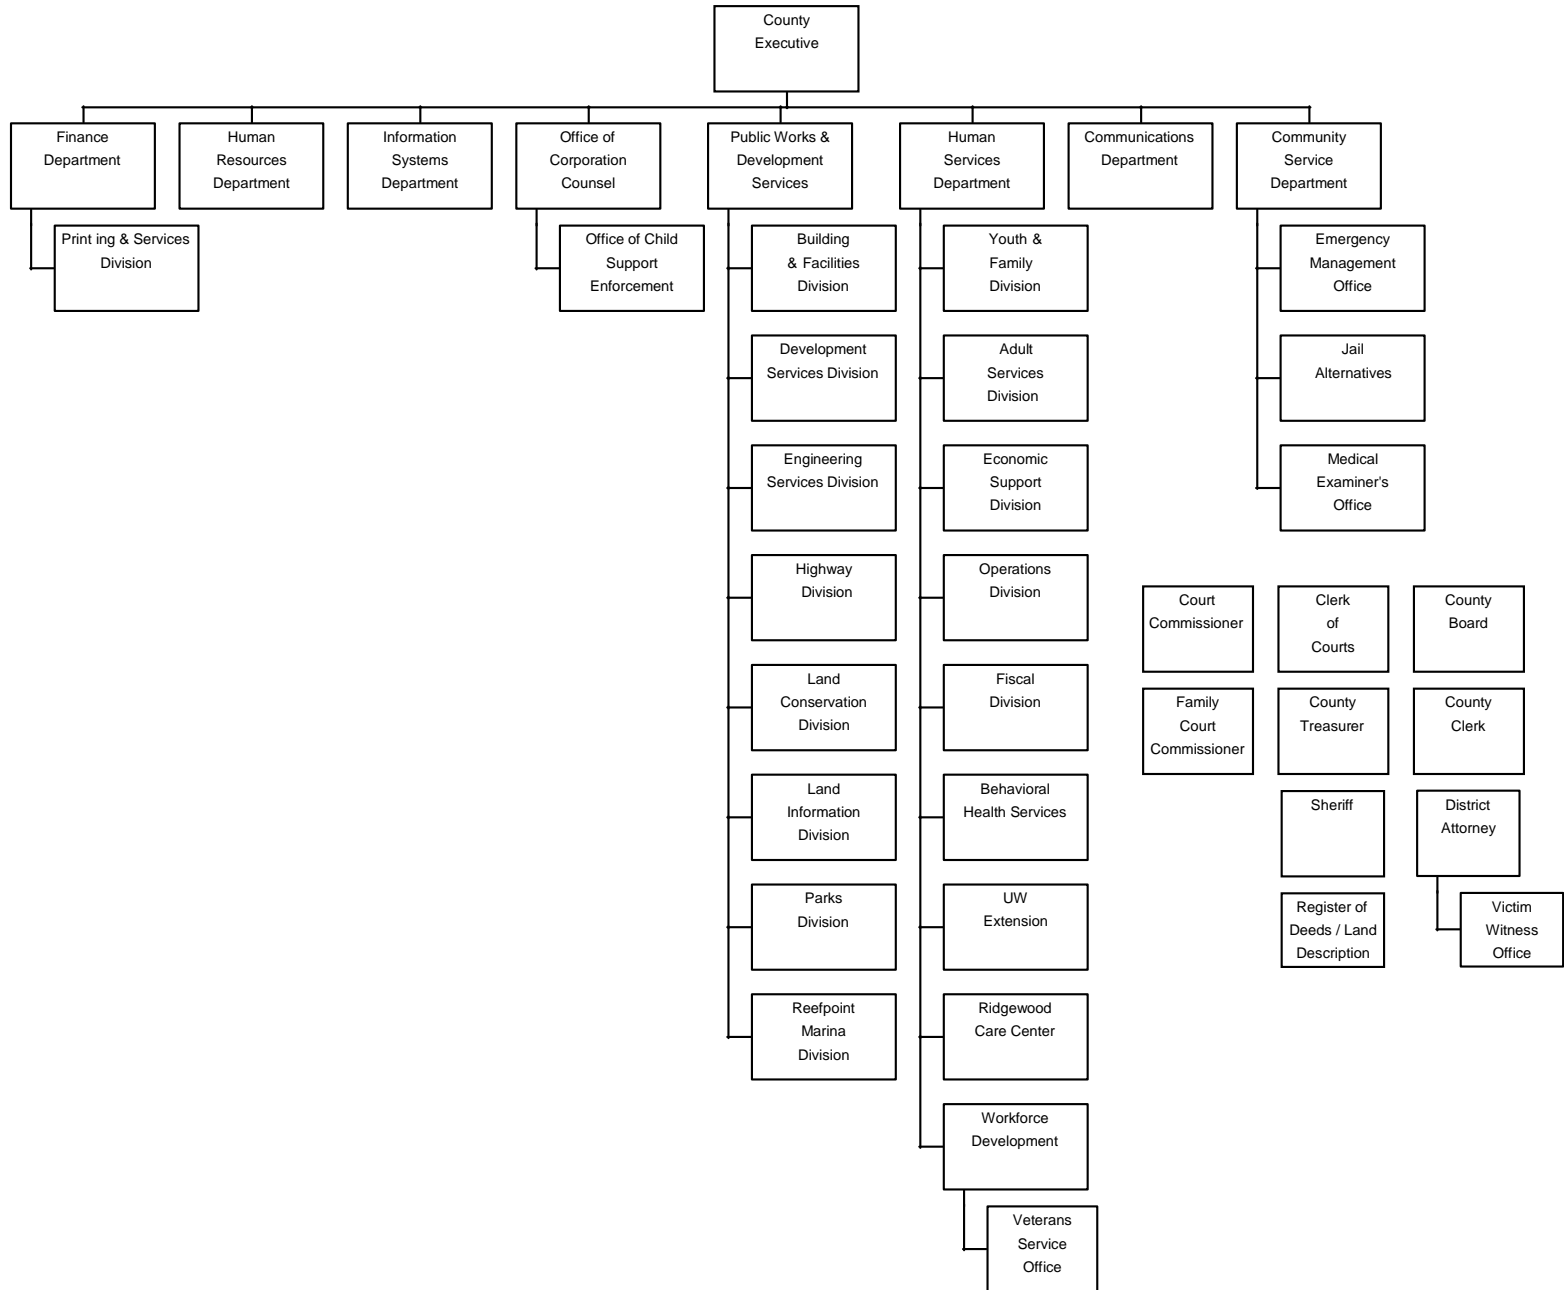 County
Executive
Finance
Department
Human
Resources
Department
Information
Systems
Department
Office of
Corporation
Counsel
Public Works &
Development
Services
Human
Services
Department
Communications
Department
Community
Service
Department
Print ing & Services
Division
Office of Child
Support
Enforcement
Building
& Facilities
Division
Youth &
Family
Division
Emergency
Management
Office
Development
Services Division
Adult
Services
Division
Jail
Alternatives
Engineering
Services Division
Economic
Support
Division
Medical
Examiner's
Office
Highway
Division
Operations
Division
Court
Commissioner
Clerk
of
Courts
County
Board
Land
Conservation
Division
Fiscal
Division
Family
Court
Commissioner
County
Treasurer
County
Clerk
Land
Information
Division
Behavioral
Health Services
Sheriff
District
Attorney
Parks
Division
UW
Extension
Register of
Deeds / Land
Description
Victim
Witness
Office
Reefpoint
Marina
Division
Ridgewood
Care Center
Workforce
Development
Veterans
Service
Office